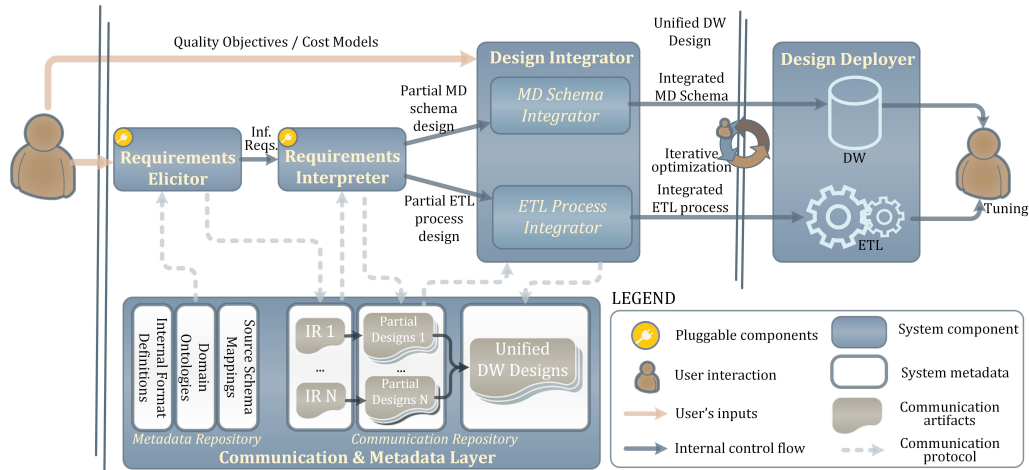 Quality Objectives / Cost Models
Unified DW
Design
Design Integrator
Design Deployer
Partial MD
schema
design
MD Schema
Integrator
Integrated
MD Schema
DW
Inf.
Reqs.
Requirements
Elicitor
Requirements
Interpreter
Iterative
optimization
Partial ETL
process
design
ETL Process
Integrator
Integrated
ETL process
ETL
Tuning
Internal Format
Definitions
Domain
Ontologies
Source Schema
Mappings
Metadata Repository
IR 1
...
IR N
Partial
Designs 1
...
Partial
Designs N
Unified
DW Designs
Communication Repository
Communication & Metadata Layer
LEGEND
Pluggable components
System component
User interaction
System metadata
User's inputs
Communication
artifacts
Internal control flow
Communication
protocol